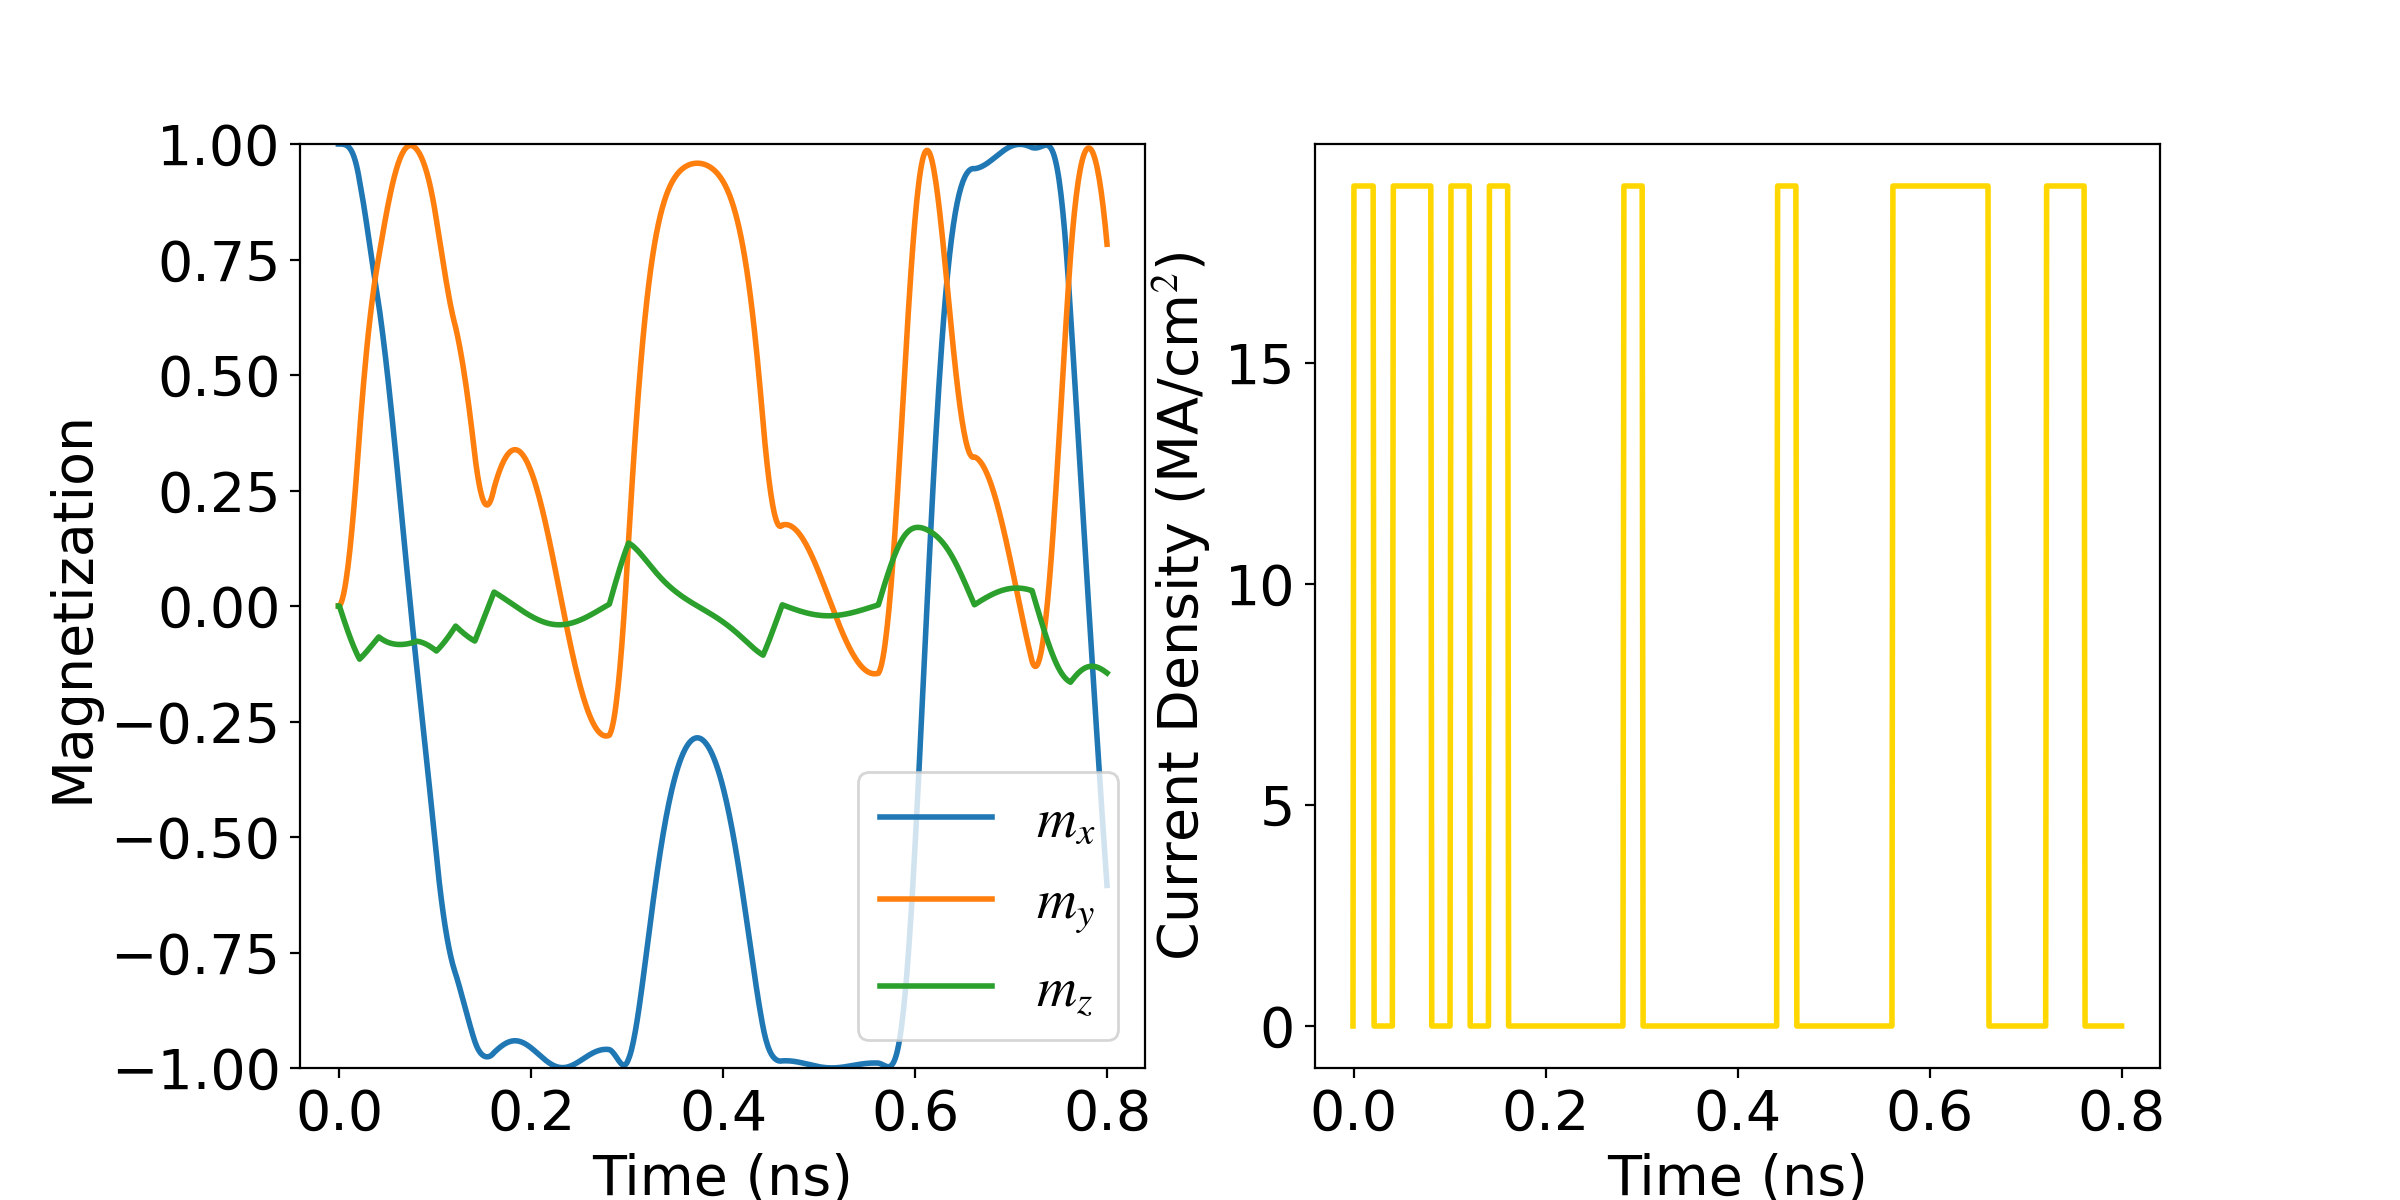 Magnetization
1.00
0.75
0.50
0.25
0.00
−0.25
−0.50
−0.75
−1.00
0.0 0.2 0.4 0.6 0.8
Time (ns)
m_x
m_y
m_z
Current Density (MA/cm²)
15
10
5
0
0.0 0.2 0.4 0.6 0.8
Time (ns)